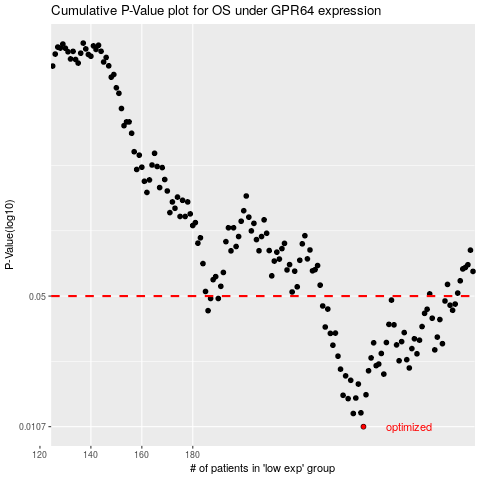 Cumulative P-Value plot for OS under GPR64 expression
P-Value(log10)
0.05
0.0107
optimized
120 140 160 180
# of patients in 'low exp' group